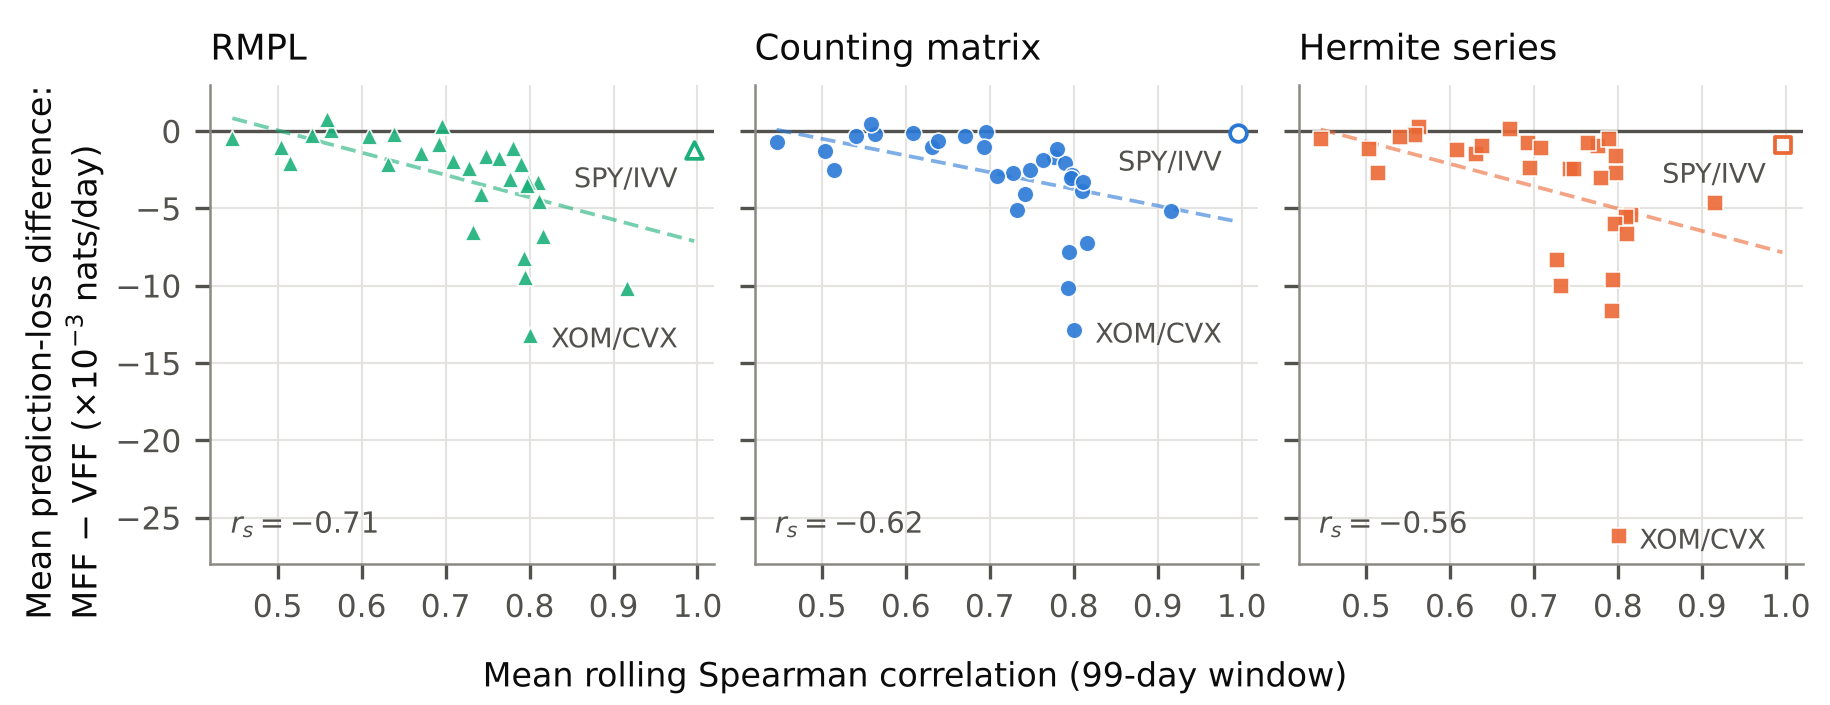 RMPL
Counting matrix
Hermite series
Mean prediction-loss difference:
MFF − VFF (×10⁻³ nats/day)
0
−5
−10
−15
−20
−25
SPY/IVV
XOM/CVX
rₛ = −0.71
SPY/IVV
XOM/CVX
rₛ = −0.62
SPY/IVV
XOM/CVX
rₛ = −0.56
0.5 0.6 0.7 0.8 0.9 1.0
0.5 0.6 0.7 0.8 0.9 1.0
0.5 0.6 0.7 0.8 0.9 1.0
Mean rolling Spearman correlation (99-day window)